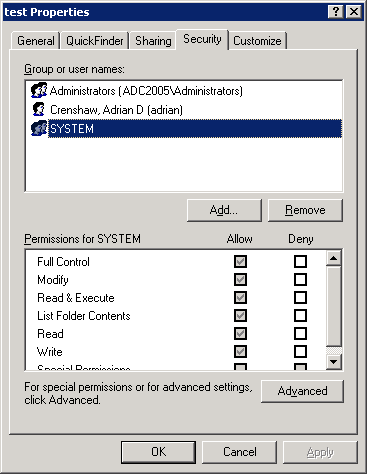 test Properties
General QuickFinder Sharing Security Customize
Group or user names:
Administrators (ADC2005\Administrators)
Crenshaw, Adrian D (adrian)
SYSTEM
Add... Remove
Permissions for SYSTEM Allow Deny
Full Control
Modify
Read & Execute
List Folder Contents
Read
Write
Special Permissions
For special permissions or for advanced settings, click Advanced.
Advanced
OK Cancel Apply